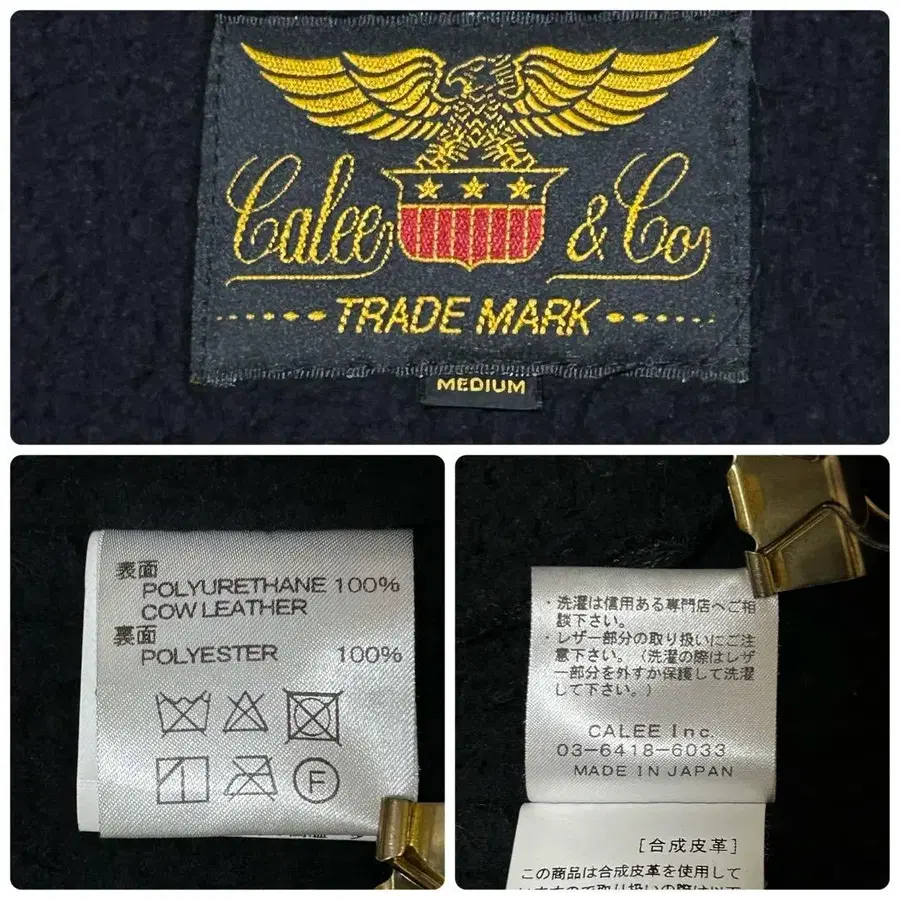 Calee & Co
TRADE MARK
MEDIUM
表面
POLYURETHANE 100%
COW LEATHER
裏面
POLYESTER 100%
F
・洗濯は信用ある専門店へご相
談下さい。
・レザー部分の取り扱いにご注
意下さい。(洗濯の際はレザ
ー部分を外すか保護して洗濯
して下さい。)
CALEE Inc.
03-6418-6033
MADE IN JAPAN
[合成皮革]
この商品は合成皮革を使用して